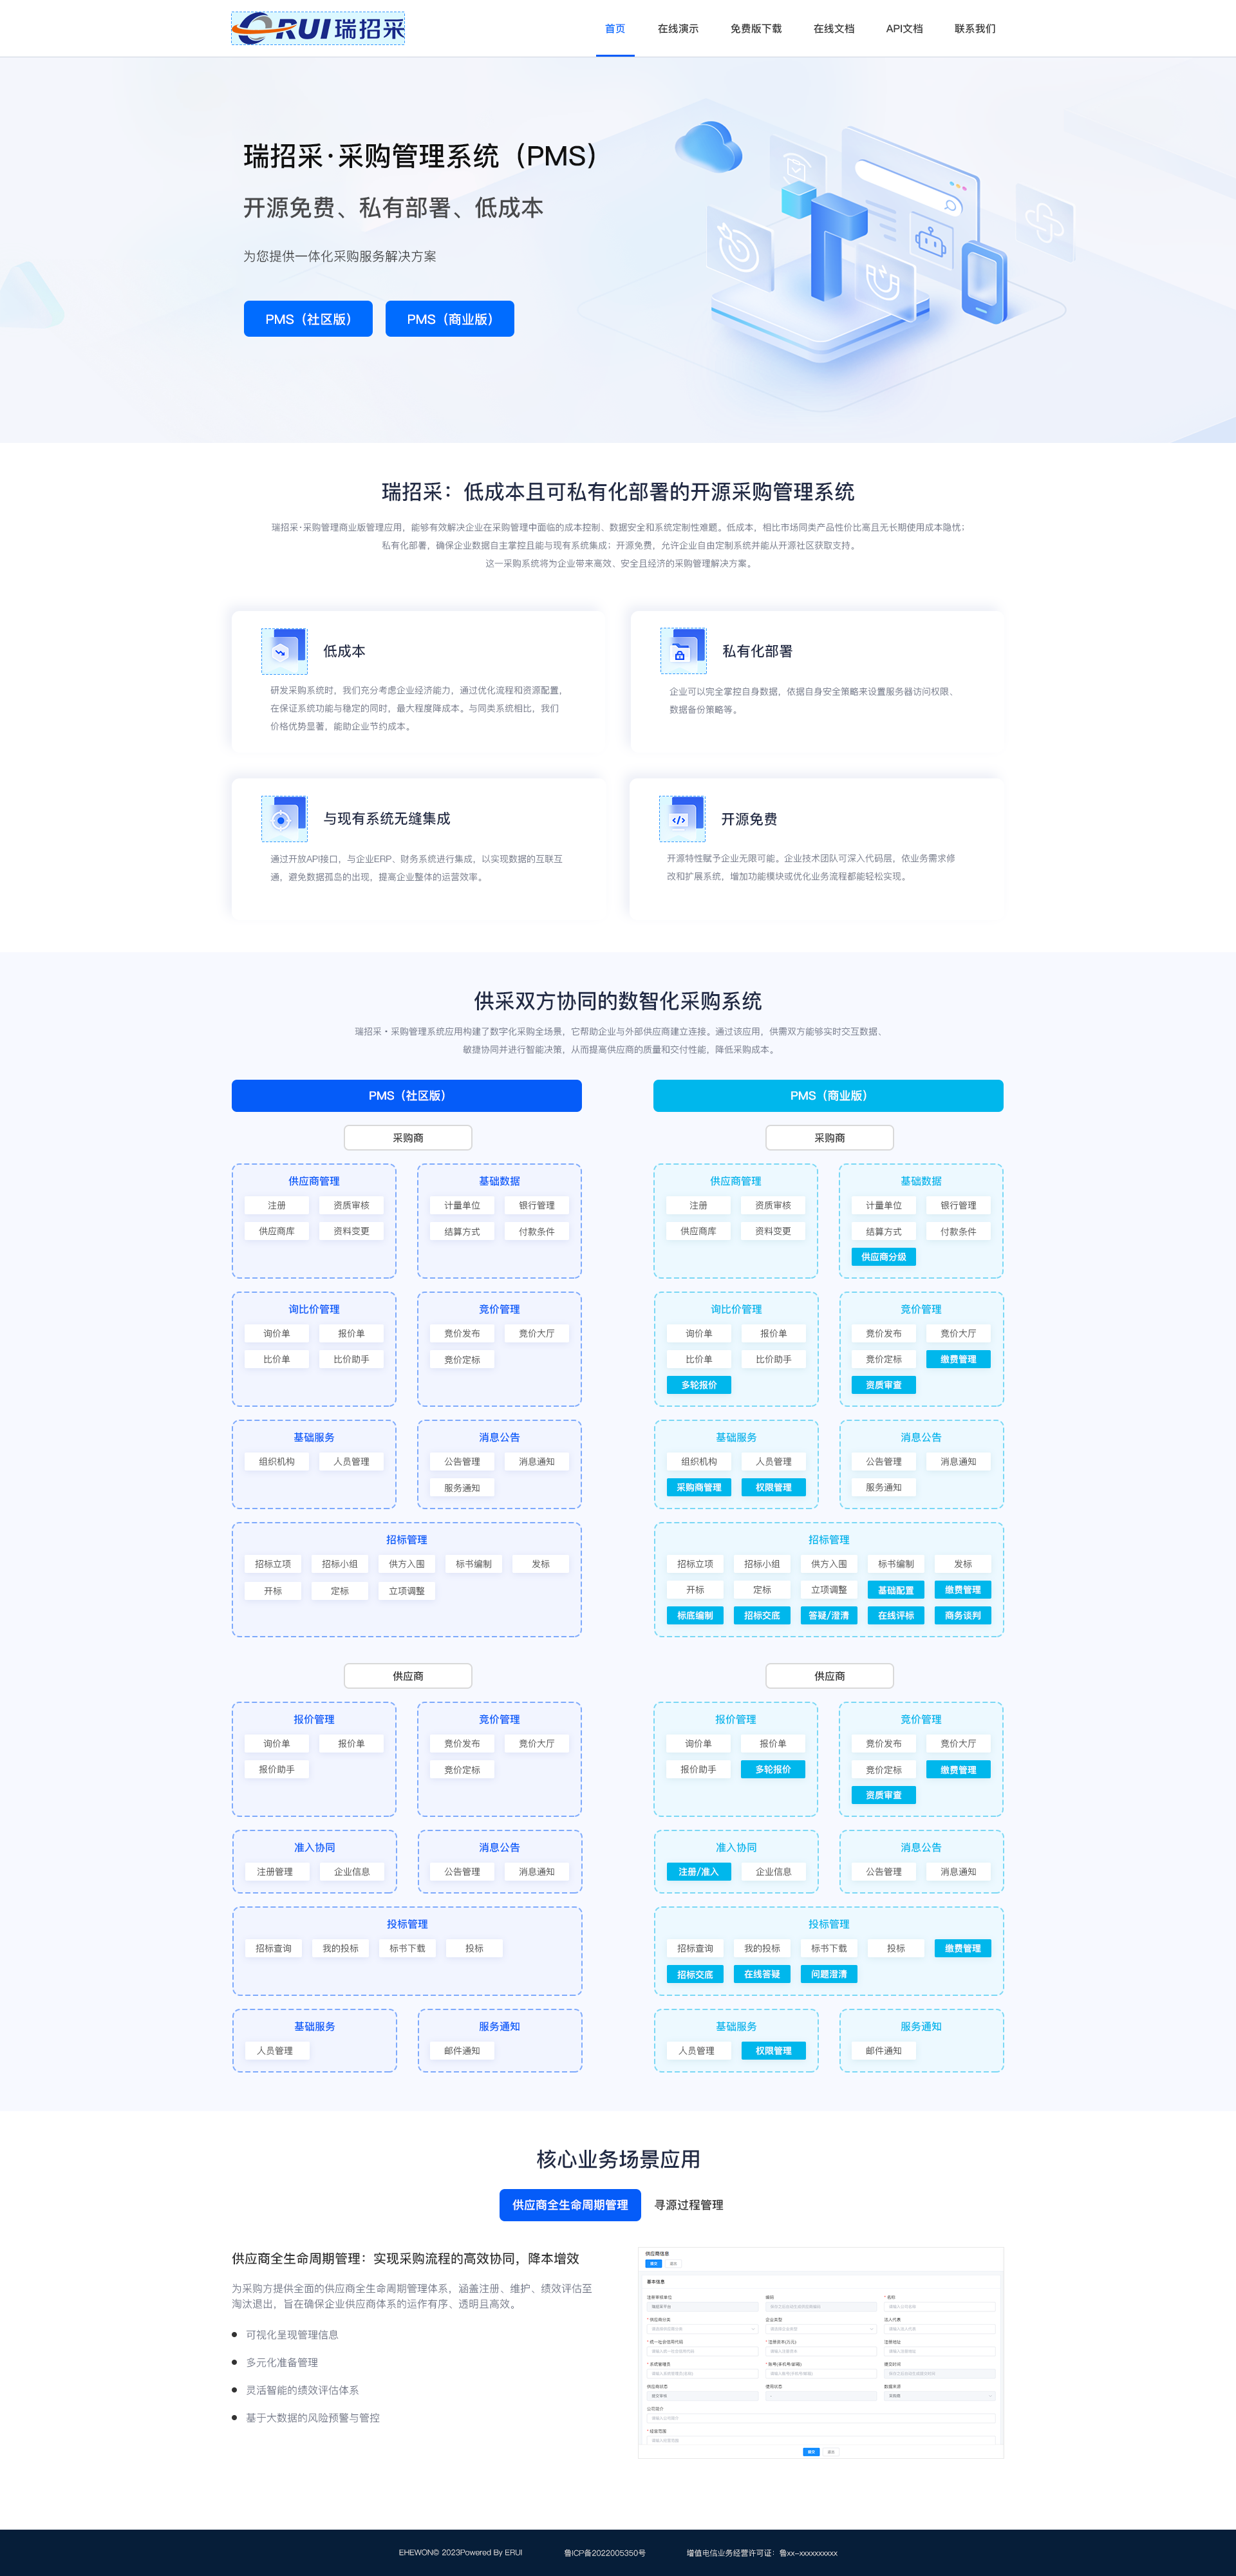 ERUI 瑞招采
首页 在线演示 免费版下载 在线文档 API文档 联系我们
瑞招采·采购管理系统（PMS）
开源免费、私有部署、低成本
为您提供一体化采购服务解决方案
PMS（社区版） PMS（商业版）
瑞招采：低成本且可私有化部署的开源采购管理系统
瑞招采·采购管理商业版管理应用，能够有效解决企业在采购管理中面临的成本控制、数据安全和系统定制性难题。低成本，相比市场同类产品性价比高且无长期使用成本隐忧；
私有化部署，确保企业数据自主掌控且能与现有系统集成；开源免费，允许企业自由定制系统并能从开源社区获取支持。
这一采购系统将为企业带来高效、安全且经济的采购管理解决方案。
低成本
研发采购系统时，我们充分考虑企业经济能力，通过优化流程和资源配置，
在保证系统功能与稳定的同时，最大程度降成本。与同类系统相比，我们
价格优势显著，能助企业节约成本。
私有化部署
企业可以完全掌控自身数据，依据自身安全策略来设置服务器访问权限、
数据备份策略等。
与现有系统无缝集成
通过开放API接口，与企业ERP、财务系统进行集成，以实现数据的互联互
通，避免数据孤岛的出现，提高企业整体的运营效率。
开源免费
开源特性赋予企业无限可能。企业技术团队可深入代码层，依业务需求修
改和扩展系统，增加功能模块或优化业务流程都能轻松实现。
供采双方协同的数智化采购系统
瑞招采·采购管理系统应用构建了数字化采购全场景，它帮助企业与外部供应商建立连接。通过该应用，供需双方能够实时交互数据、
敏捷协同并进行智能决策，从而提高供应商的质量和交付性能，降低采购成本。
PMS（社区版）
采购商
供应商管理
注册 资质审核
供应商库 资料变更
基础数据
计量单位 银行管理
结算方式 付款条件
询比价管理
询价单 报价单
比价单 比价助手
竞价管理
竞价发布 竞价大厅
竞价定标
基础服务
组织机构 人员管理
消息公告
公告管理 消息通知
服务通知
招标管理
招标立项 招标小组 供方入围 标书编制 发标
开标 定标 立项调整
供应商
报价管理
询价单 报价单
报价助手
竞价管理
竞价发布 竞价大厅
竞价定标
准入协同
注册管理 企业信息
消息公告
公告管理 消息通知
投标管理
招标查询 我的投标 标书下载 投标
基础服务
人员管理
服务通知
邮件通知
PMS（商业版）
采购商
供应商管理
注册 资质审核
供应商库 资料变更
基础数据
计量单位 银行管理
结算方式 付款条件
供应商分级
询比价管理
询价单 报价单
比价单 比价助手
多轮报价
竞价管理
竞价发布 竞价大厅
竞价定标 缴费管理
资质审查
基础服务
组织机构 人员管理
采购商管理 权限管理
消息公告
公告管理 消息通知
服务通知
招标管理
招标立项 招标小组 供方入围 标书编制 发标
开标 定标 立项调整 基础配置 缴费管理
标底编制 招标交底 答疑/澄清 在线评标 商务谈判
供应商
报价管理
询价单 报价单
报价助手 多轮报价
竞价管理
竞价发布 竞价大厅
竞价定标 缴费管理
资质审查
准入协同
注册/准入 企业信息
消息公告
公告管理 消息通知
投标管理
招标查询 我的投标 标书下载 投标 缴费管理
招标交底 在线答疑 问题澄清
基础服务
人员管理 权限管理
服务通知
邮件通知
核心业务场景应用
供应商全生命周期管理 寻源过程管理
供应商全生命周期管理：实现采购流程的高效协同，降本增效
为采购方提供全面的供应商全生命周期管理体系，涵盖注册、维护、绩效评估至
淘汰退出，旨在确保企业供应商体系的运作有序、透明且高效。
可视化呈现管理信息
多元化准备管理
灵活智能的绩效评估体系
基于大数据的风险预警与管控
供应商信息
基本信息
EHEWON© 2023Powered By ERUI 鲁ICP备2022005350号 增值电信业务经营许可证：鲁xx-xxxxxxxxxx